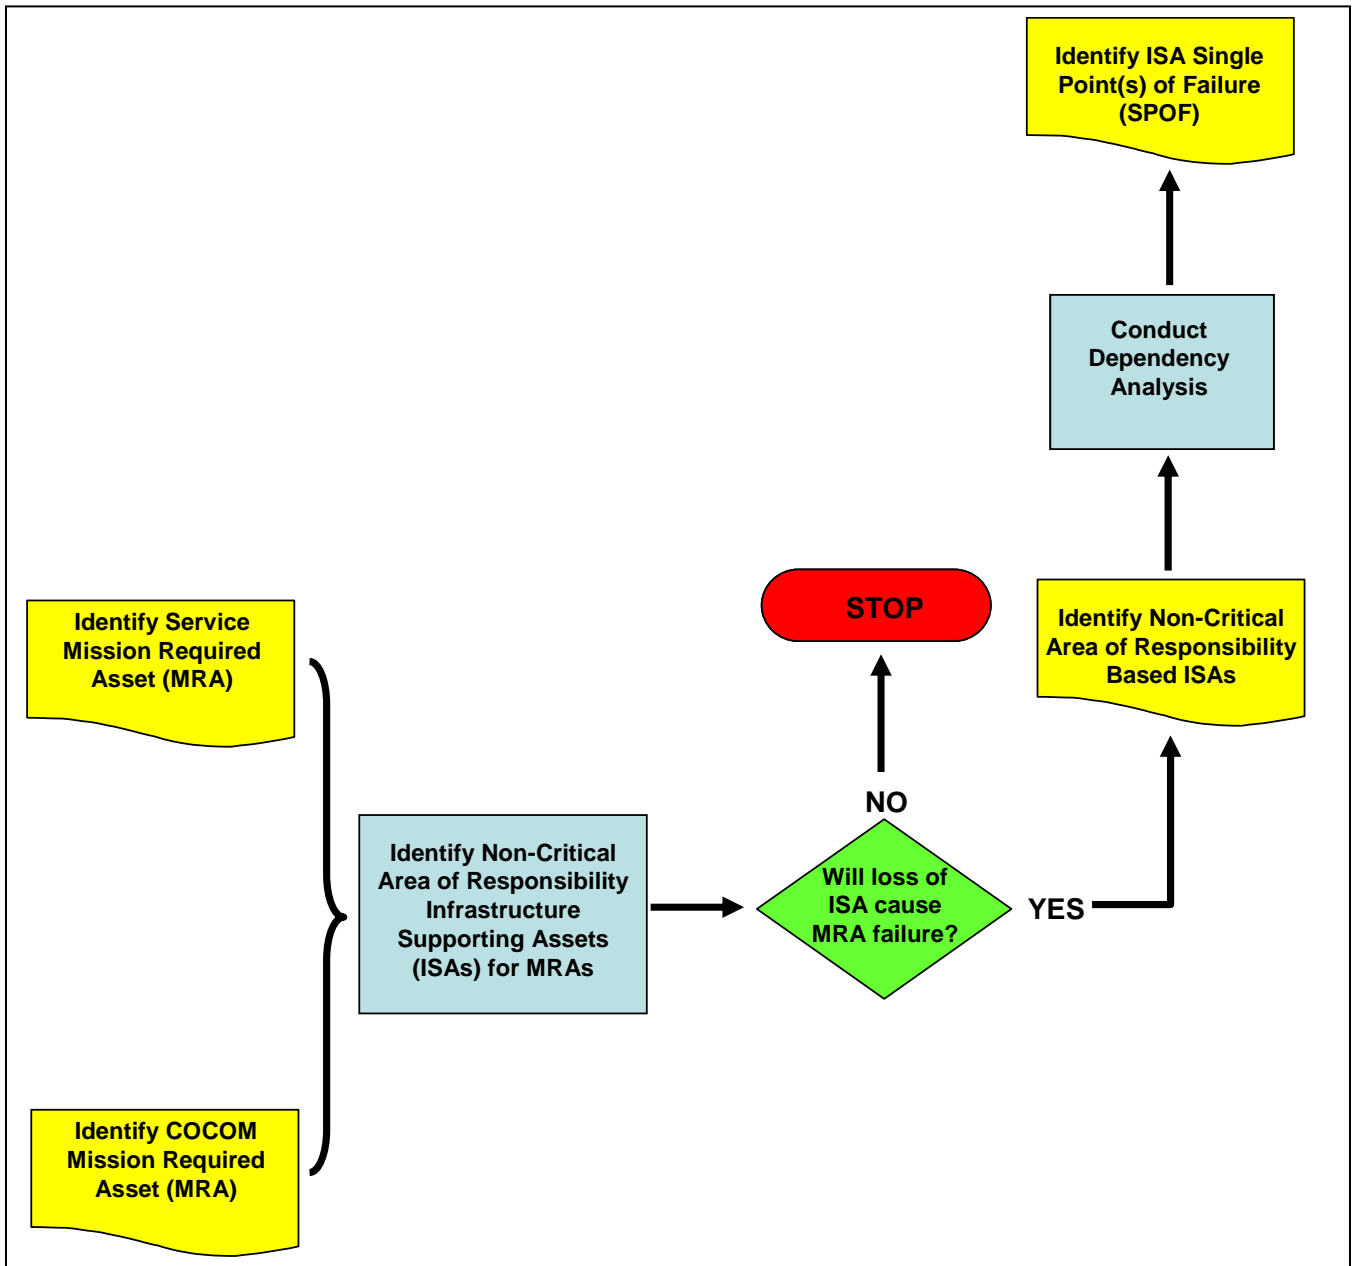 Identify ISA Single
Point(s) of Failure
(SPOF)
Conduct
Dependency
Analysis
Identify Service
Mission Required
Asset (MRA)
STOP
Identify Non-Critical
Area of Responsibility
Based ISAs
NO
Identify Non-Critical
Area of Responsibility
Infrastructure
Supporting Assets
(ISAs) for MRAs
Will loss of
ISA cause
MRA failure?
YES
Identify COCOM
Mission Required
Asset (MRA)